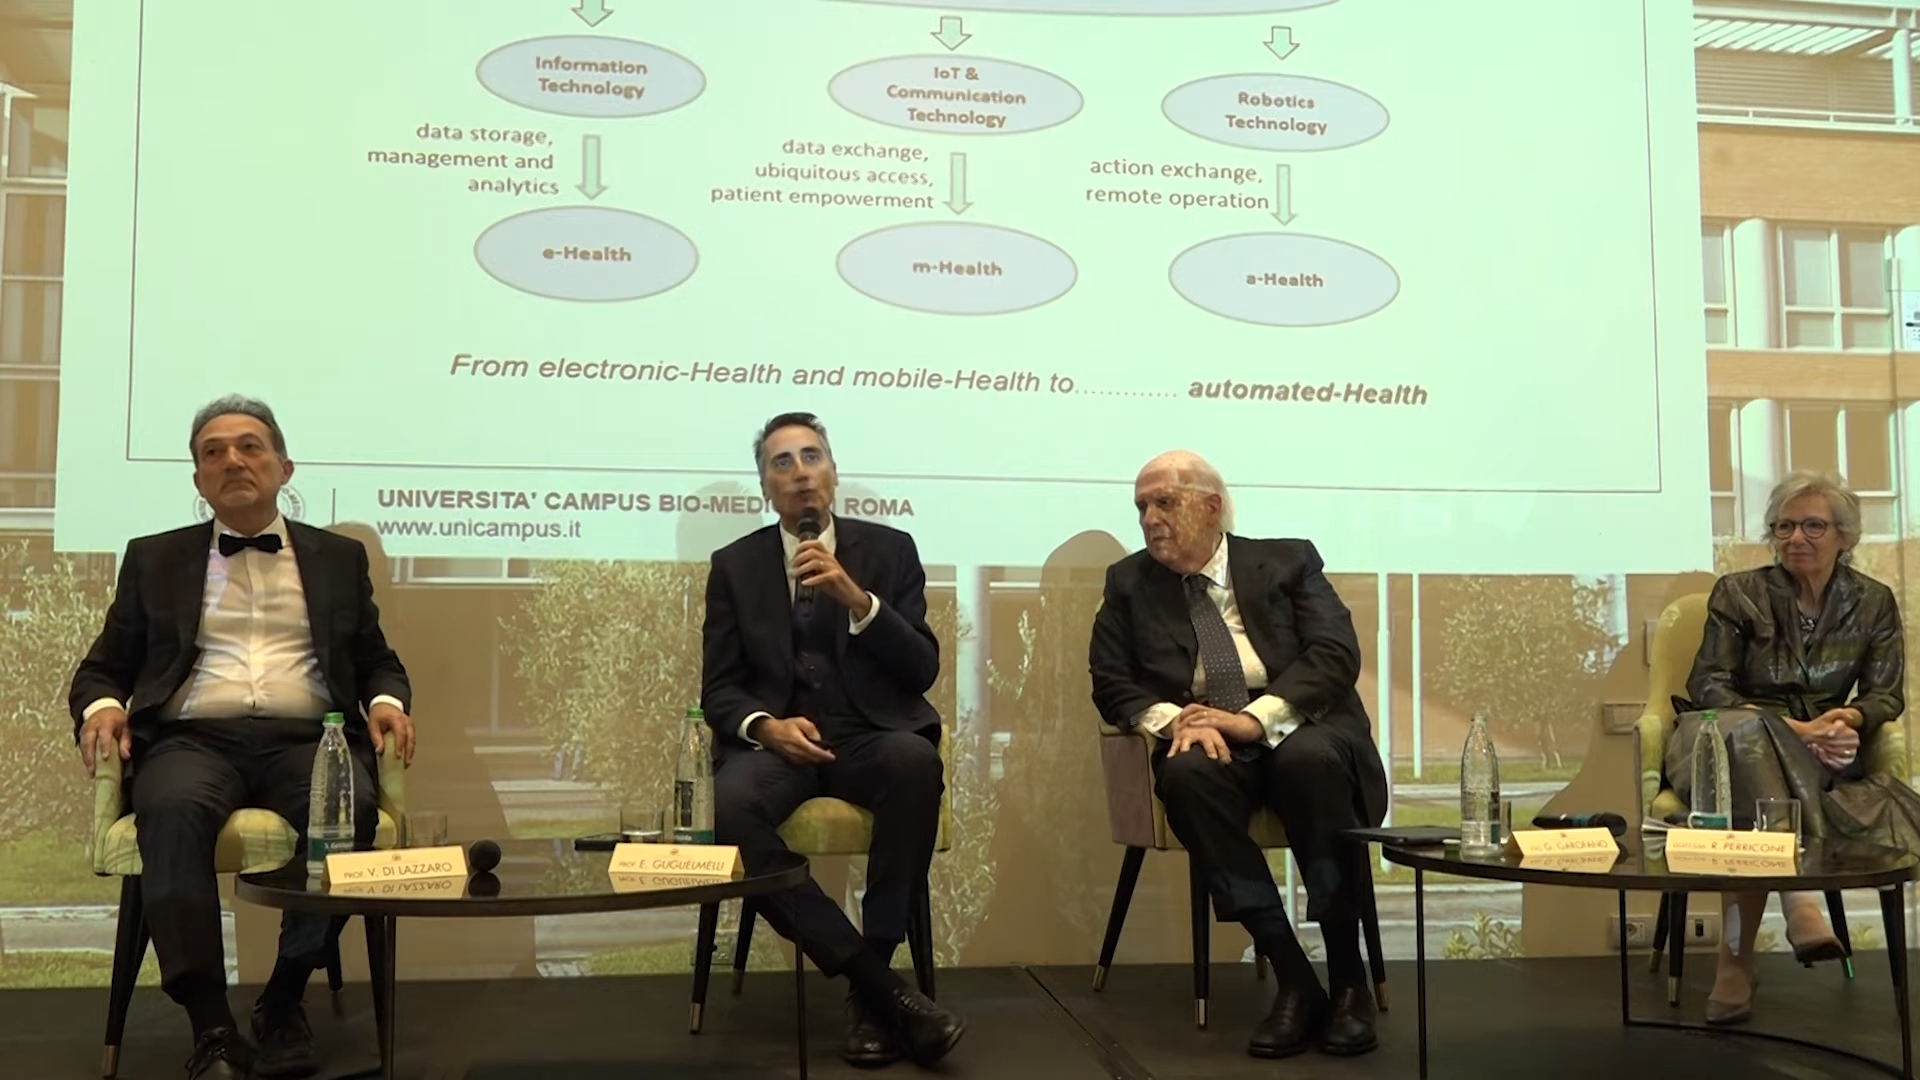 Information
Technology
IoT &
Communication
Technology
Robotics
Technology
data storage,
management and
analytics
data exchange,
ubiquitous access,
patient empowerment
action exchange,
remote operation
e-Health
m-Health
a-Health
From electronic-Health and mobile-Health to............. automated-Health
UNIVERSITA' CAMPUS BIO-MEDI ROMA
www.unicampus.it
PROF. V. DI LAZZARO
PROF. E. GUGLIELMELLI
R. PERRICONE